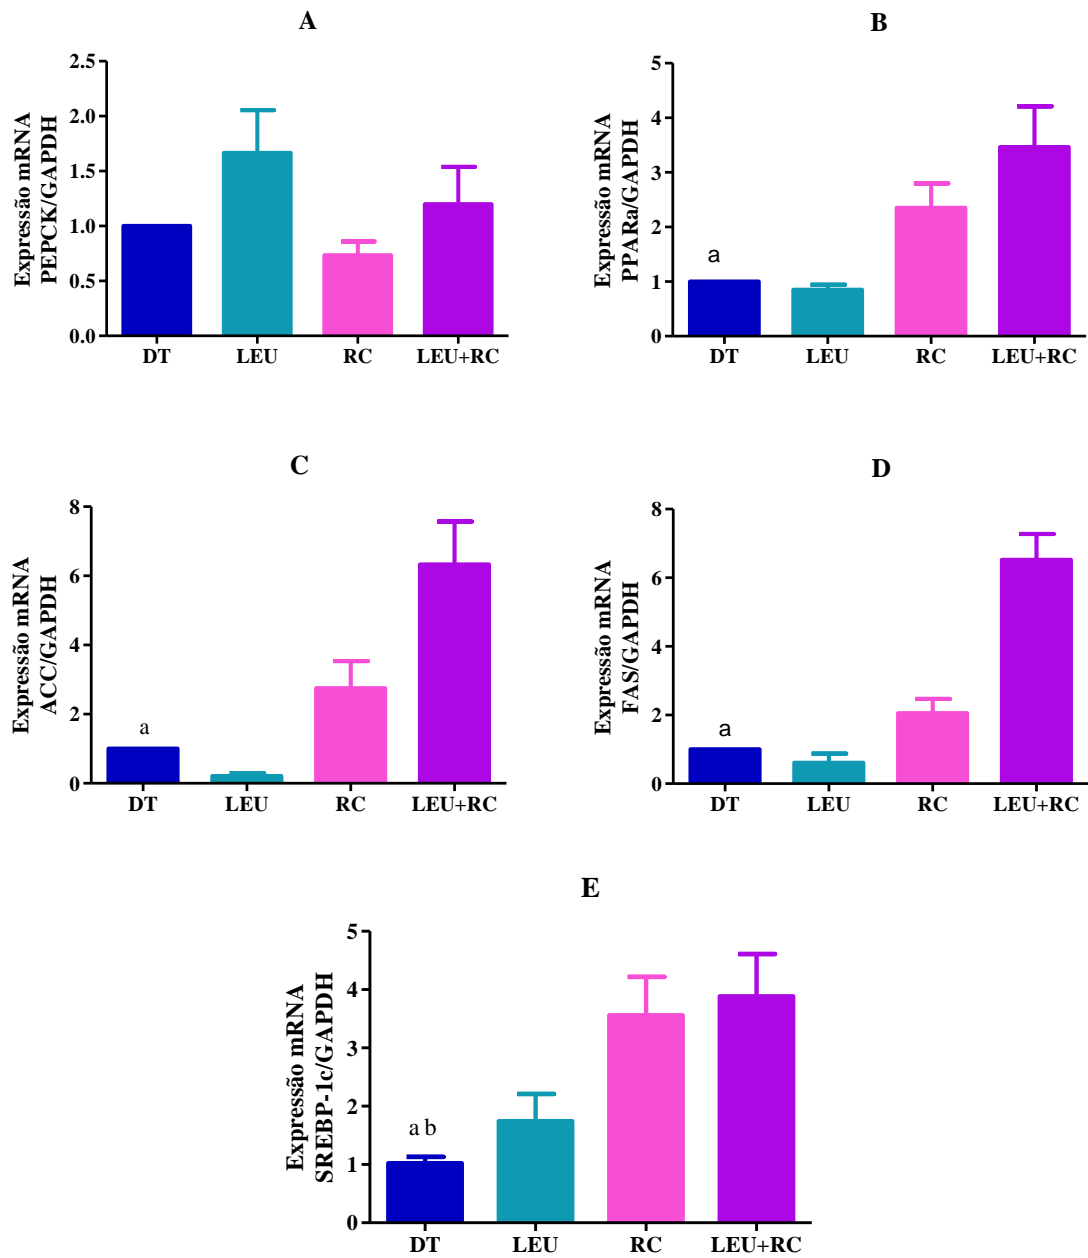 A
Expressão mRNA
PEPCK/GAPDH
2.5
2.0
1.5
1.0
0.5
0.0
DT LEU RC LEU+RC
B
Expressão mRNA
PPARa/GAPDH
5
4
3
2
1
0
a
DT LEU RC LEU+RC
C
Expressão mRNA
ACC/GAPDH
8
6
4
2
0
a
DT LEU RC LEU+RC
D
Expressão mRNA
FAS/GAPDH
8
6
4
2
0
a
DT LEU RC LEU+RC
E
Expressão mRNA
SREBP-1c/GAPDH
5
4
3
2
1
0
a b
DT LEU RC LEU+RC